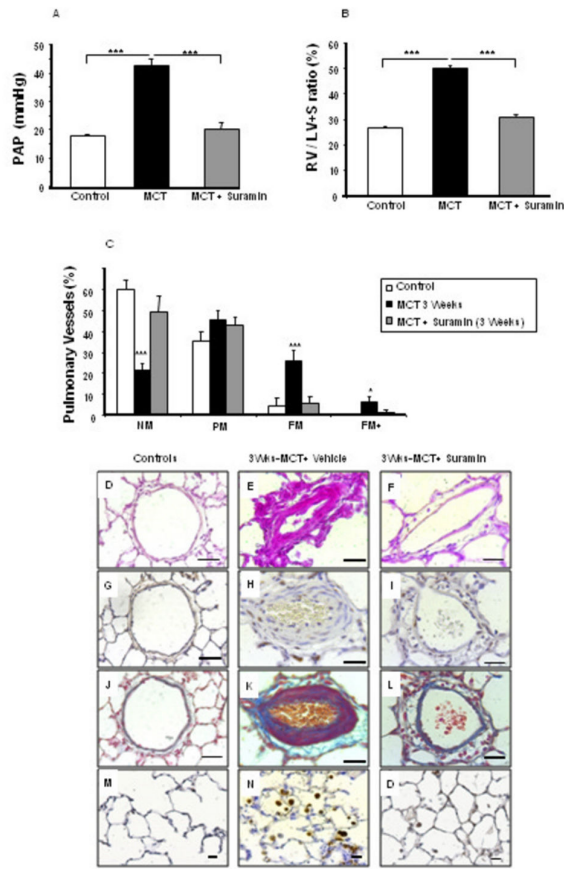 A
B
*** ***
*** ***
50
40
30
20
10
0
PAP (mmHg)
Control MCT MCT+ Suramin
60
50
40
30
20
10
0
RV / LV+S ratio (%)
Control MCT MCT+ Suramin
C
60
50
40
30
20
10
0
Pulmonary Vessels (%)
***
***
*
NM PM FM FM+
Control
MCT 3 Weeks
MCT+ Suramin (3 Weeks)
Controls 3Wks-MCT+ Vehicle 3Wks-MCT+ Suramin
D E F
G H I
J K L
M N D